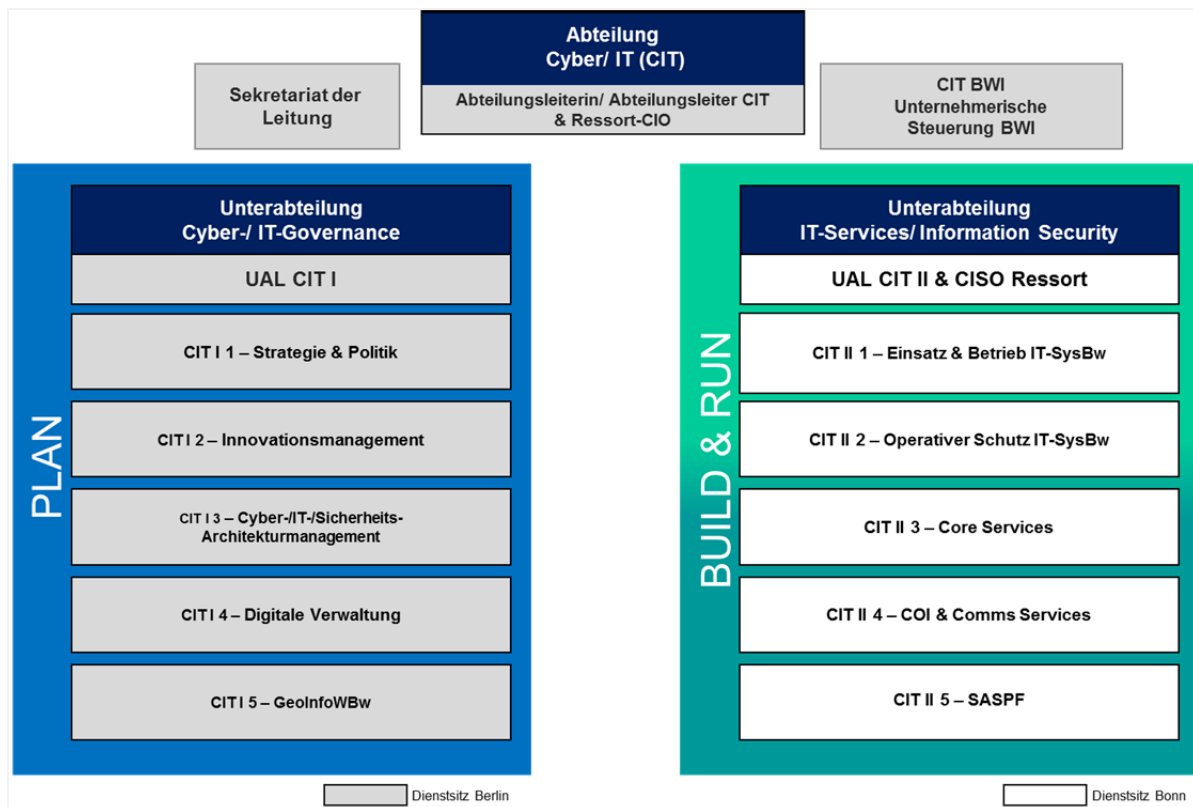 Abteilung
Cyber/ IT (CIT)
Abteilungsleiterin/ Abteilungsleiter CIT
& Ressort-CIO
Sekretariat der
Leitung
CIT BWI
Unternehmerische
Steuerung BWI
PLAN
Unterabteilung
Cyber-/ IT-Governance
UAL CIT I
CIT I 1 – Strategie & Politik
CIT I 2 – Innovationsmanagement
CIT I 3 – Cyber-/IT-/Sicherheits-
Architekturmanagement
CIT I 4 – Digitale Verwaltung
CIT I 5 – GeoInfoWBw
BUILD & RUN
Unterabteilung
IT-Services/ Information Security
UAL CIT II & CISO Ressort
CIT II 1 – Einsatz & Betrieb IT-SysBw
CIT II 2 – Operativer Schutz IT-SysBw
CIT II 3 – Core Services
CIT II 4 – COI & Comms Services
CIT II 5 – SASPF
Dienstsitz Berlin
Dienstsitz Bonn